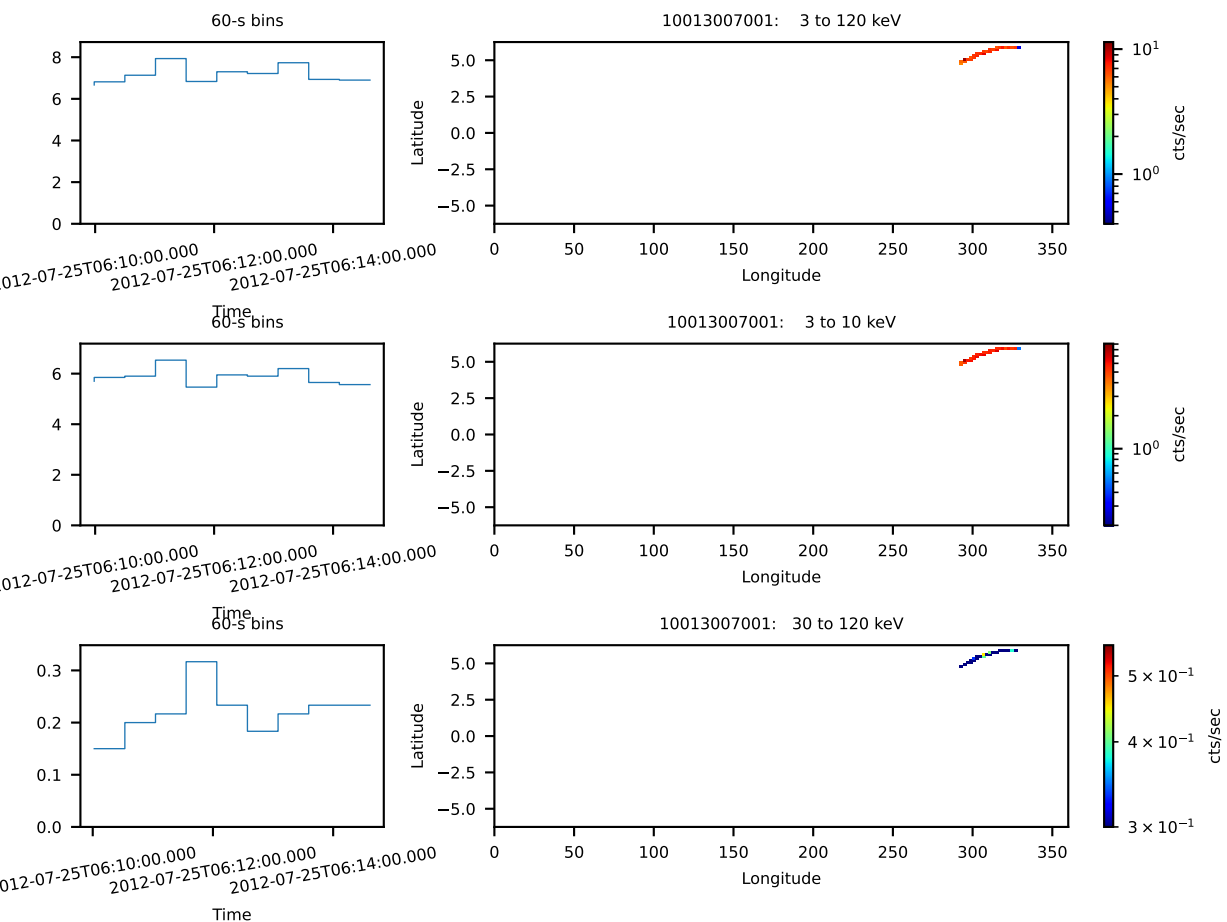 60-s bins
10013007001: 3 to 120 keV
8
6
4
2
0
5.0
2.5
0.0
−2.5
−5.0
Latitude
10¹
10⁰
cts/sec
0 50 100 150 200 250 300 350
Longitude
012-07-25T06:10:00.000
2012-07-25T06:12:00.000
2012-07-25T06:14:00.000
Time
60-s bins
10013007001: 3 to 10 keV
6
4
2
0
5.0
2.5
0.0
−2.5
−5.0
Latitude
10⁰
cts/sec
0 50 100 150 200 250 300 350
Longitude
012-07-25T06:10:00.000
2012-07-25T06:12:00.000
2012-07-25T06:14:00.000
Time
60-s bins
10013007001: 30 to 120 keV
0.3
0.2
0.1
0.0
5.0
2.5
0.0
−2.5
−5.0
Latitude
5 × 10⁻¹
4 × 10⁻¹
3 × 10⁻¹
cts/sec
0 50 100 150 200 250 300 350
Longitude
012-07-25T06:10:00.000
2012-07-25T06:12:00.000
2012-07-25T06:14:00.000
Time